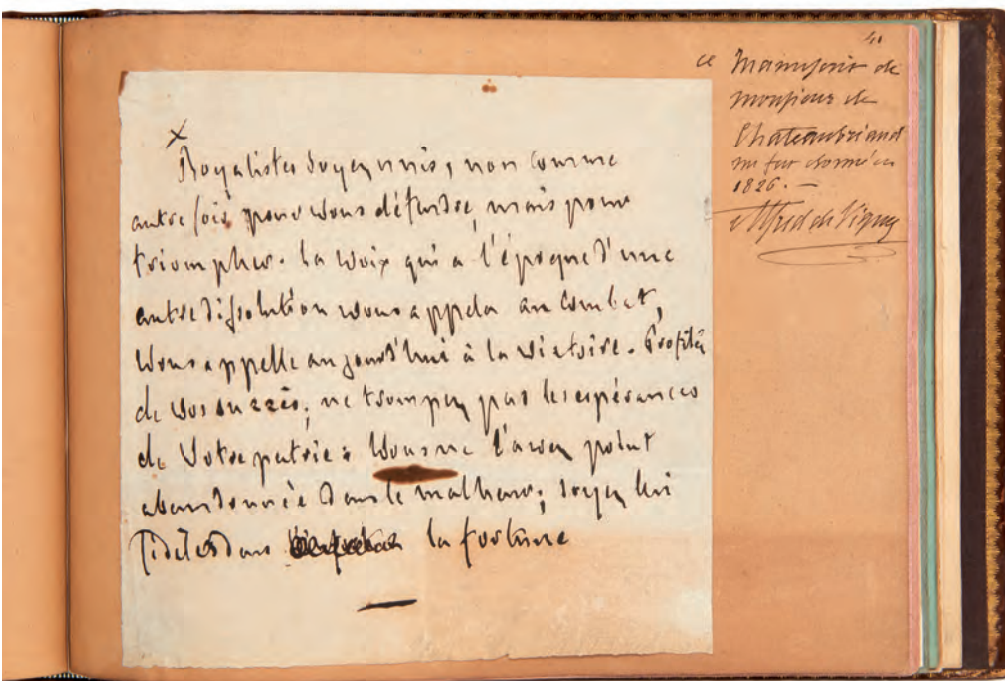 41
ce Manuscrit de
monsieur de
Chateaubriand
me fut donné en
1826. —
Alfred de Vigny
x
Royalistes soyez unis, non comme
autrefois pour vous défendre, mais pour
triompher. la voix qui a l'époque d'une
autre dissolution vous appela au combat,
vous appelle aujourd'hui à la victoire. Profitez
de vos succès; ne trompez pas les espérances
de votre patrie: vous ne l'avez point
abandonnée dans le malheur; soyez lui
fidèles dans la fortune